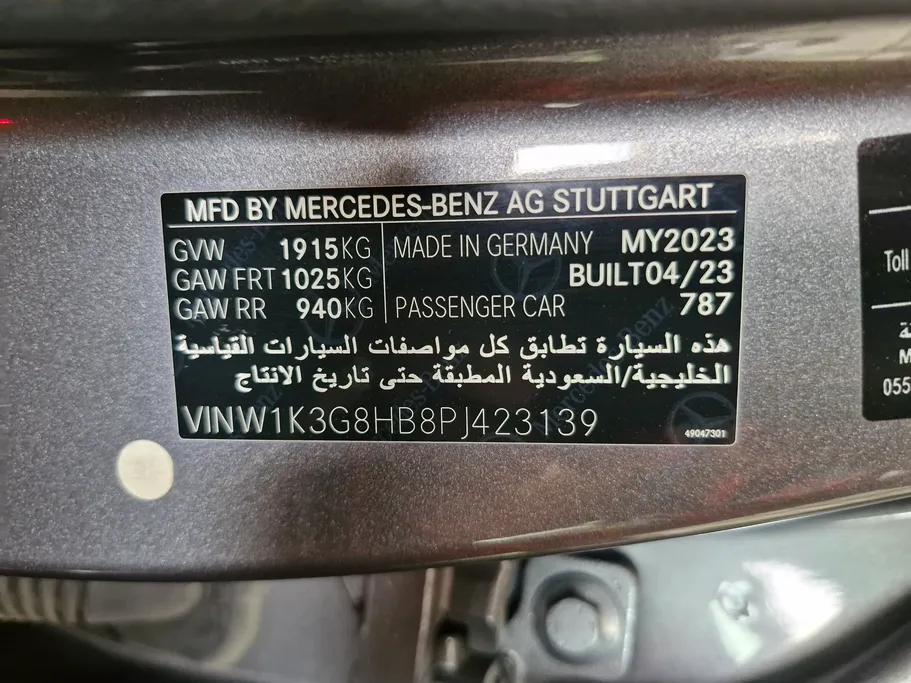 MFD BY MERCEDES-BENZ AG STUTTGART
GVW 1915KG MADE IN GERMANY MY2023
GAW FRT 1025KG BUILT04/23
GAW RR 940KG PASSENGER CAR 787
هذه السيارة تطابق كل مواصفات السيارات القياسية
الخليجية/السعودية المطبقة حتى تاريخ الانتاج
VINW1K3G8HB8PJ423139
49047301
Toll
055